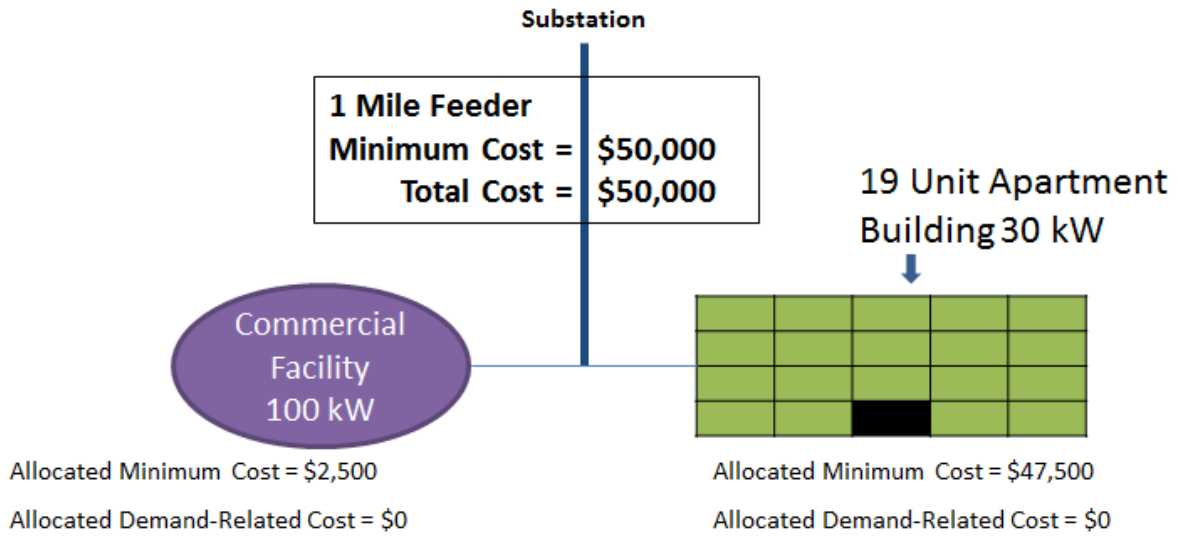 Substation
1 Mile Feeder
Minimum Cost = $50,000
Total Cost = $50,000
19 Unit Apartment
Building 30 kW
Commercial
Facility
100 kW
Allocated Minimum Cost = $2,500
Allocated Demand-Related Cost = $0
Allocated Minimum Cost = $47,500
Allocated Demand-Related Cost = $0